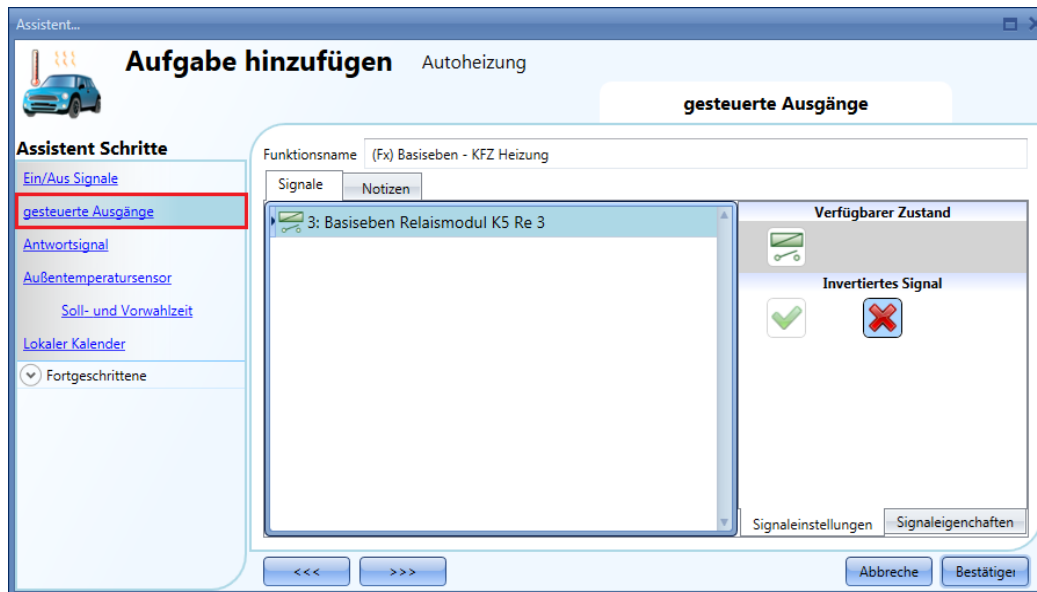 Assistent...
Aufgabe hinzufügen Autoheizung
gesteuerte Ausgänge
Assistent Schritte
Ein/Aus Signale
gesteuerte Ausgänge
Antwortsignal
Außentemperatursensor
Soll- und Vorwahlzeit
Lokaler Kalender
Fortgeschrittene
Funktionsname (Fx) Basiseben - KFZ Heizung
Signale Notizen
3: Basiseben Relaismodul K5 Re 3
Verfügbarer Zustand
Invertiertes Signal
Signaleinstellungen Signaleigenchaften
<<< >>> Abbreche Bestätiger